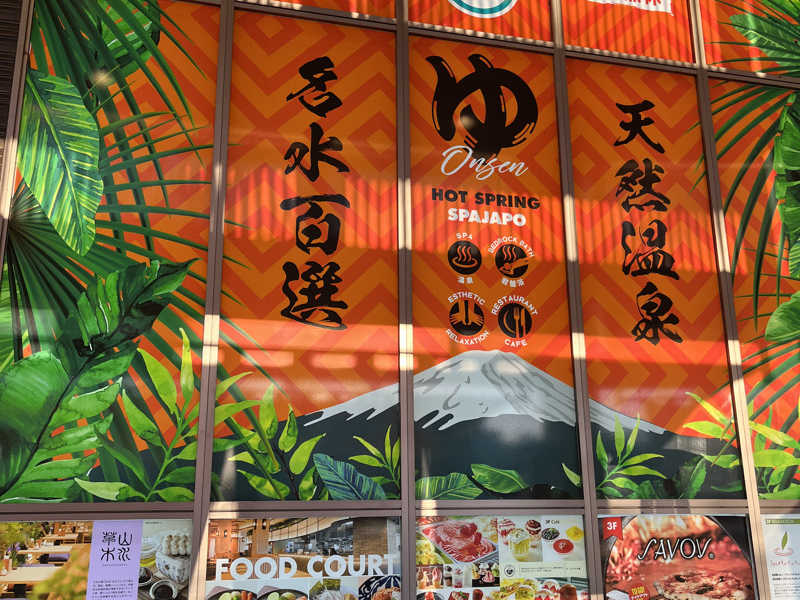 名水百選
ゆ
Onsen
HOT SPRING
SPAJAPO
SPA
温泉
BEDROCK BATH
岩盤浴
ESTHETIC
RELAXATION
RESTAURANT
CAFE
天然温泉
FOOD COURT
3F
SAVOY.